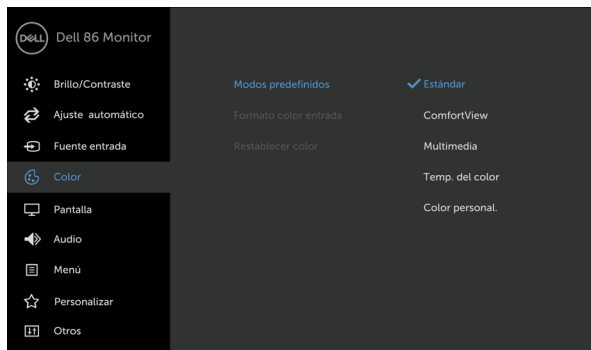 DELL
Dell 86 Monitor
Brillo/Contraste
Modos predefinidos
Estándar
Ajuste automático
Formato color entrada
ComfortView
Fuente entrada
Restablecer color
Multimedia
Color
Temp. del color
Pantalla
Color personal.
Audio
Menú
Personalizar
Otros